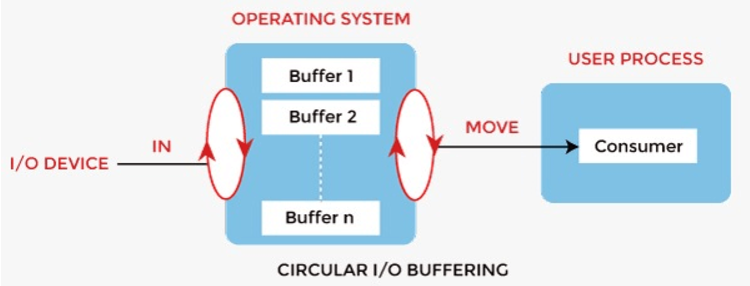 OPERATING SYSTEM
Buffer 1
USER PROCESS
Buffer 2
IN
MOVE
I/O DEVICE
Consumer
Buffer n
CIRCULAR I/O BUFFERING